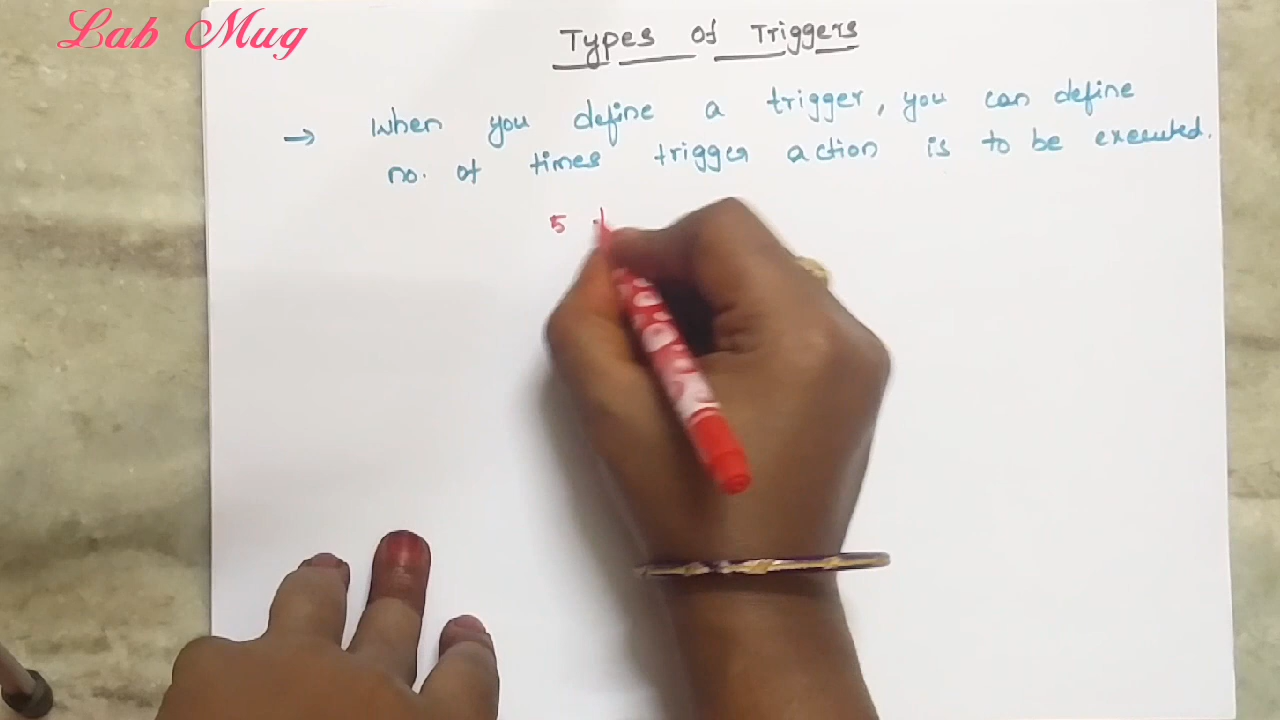 Lab Mug
Types of Triggers
→ When you define a trigger, you can define
no. of times trigger action is to be executed.
5